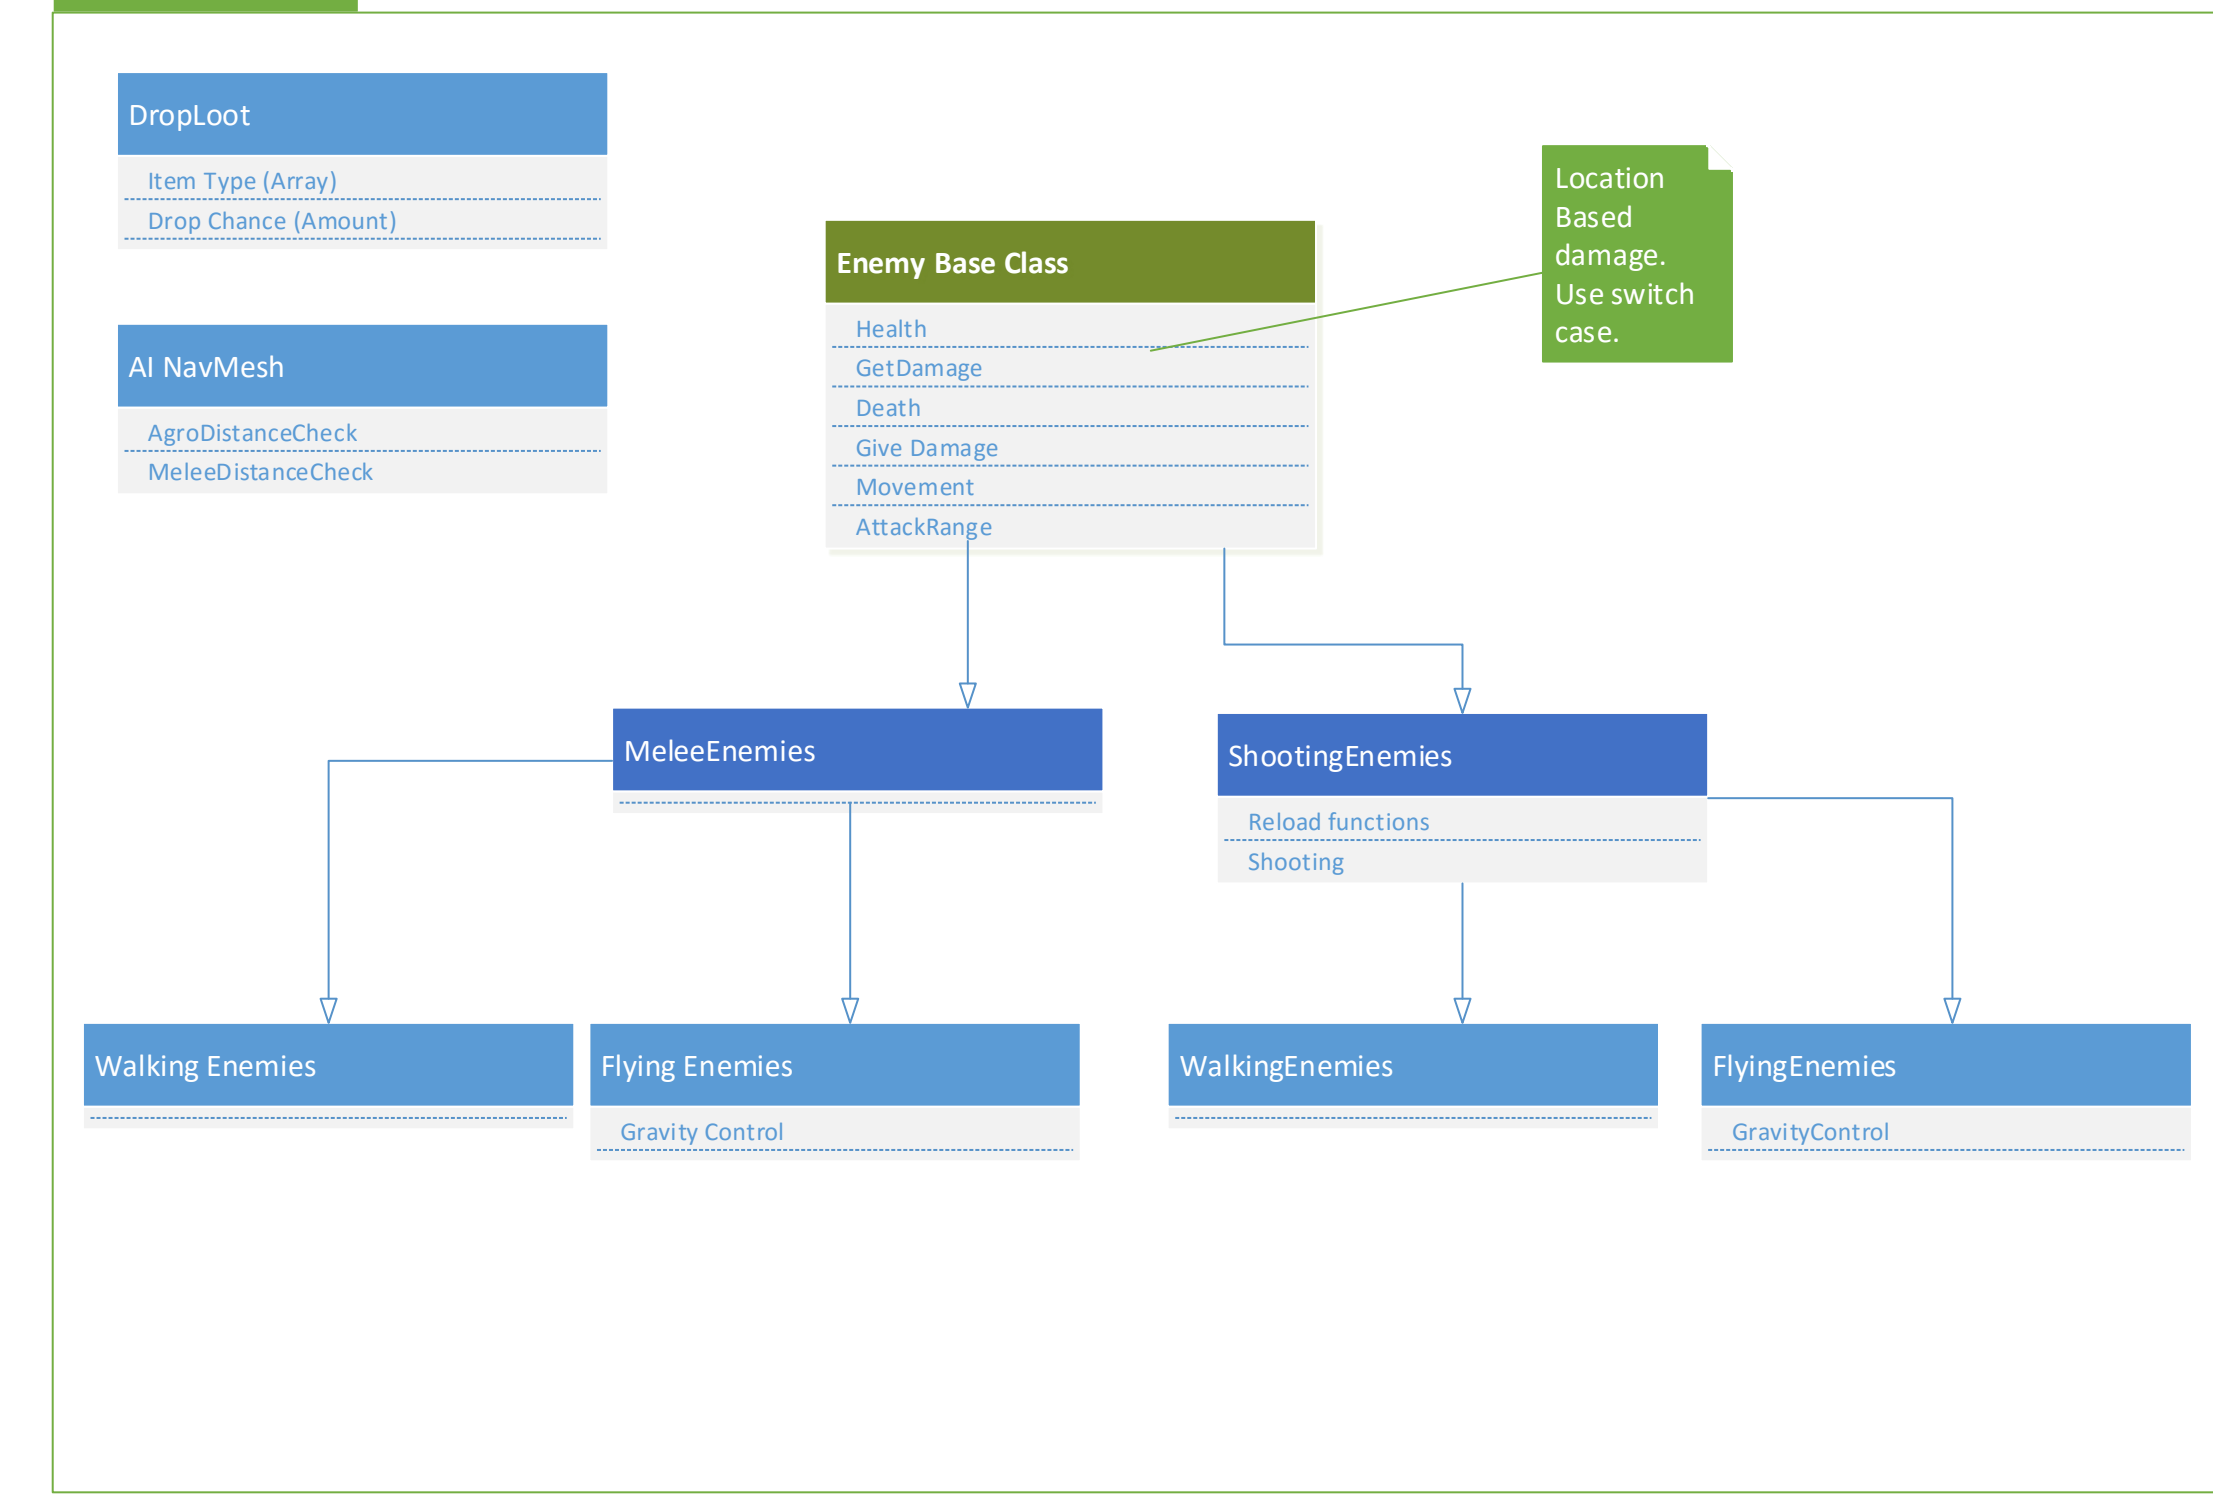 DropLoot
Item Type (Array)
Drop Chance (Amount)
AI NavMesh
AgroDistanceCheck
MeleeDistanceCheck
Enemy Base Class
Health
GetDamage
Death
Give Damage
Movement
AttackRange
Location
Based
damage.
Use switch
case.
MeleeEnemies
ShootingEnemies
Reload functions
Shooting
Walking Enemies
Flying Enemies
Gravity Control
WalkingEnemies
FlyingEnemies
GravityControl